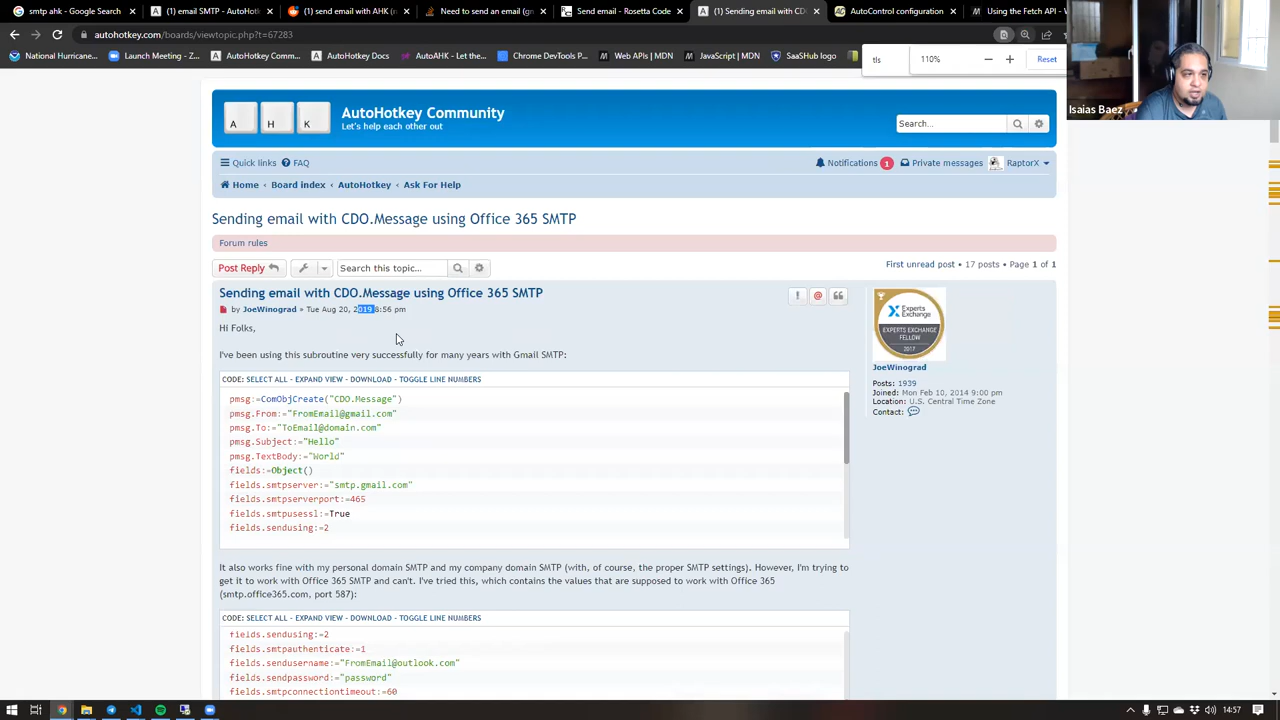 smtp ahk - Google Search
(1) email SMTP - AutoHotk
(1) send email with AHK (n
Need to send an email (gm
Send email - Rosetta Code
(1) Sending email with CDO
AutoControl configuration
Using the Fetch API - W
autohotkey.com/boards/viewtopic.php?t=67283
National Hurricane...
Launch Meeting - Z...
AutoHotkey Comm...
AutoHotkey Docs
AutoAHK - Let the...
Chrome DevTools P...
Web APIs | MDN
JavaScript | MDN
SaaSHub logo
tls
110%
Reset
Isaias Baez
A H K
AutoHotkey Community
Let's help each other out
Search...
Quick links FAQ
Notifications 1 Private messages RaptorX
Home Board index AutoHotkey Ask For Help
Sending email with CDO.Message using Office 365 SMTP
Forum rules
Post Reply Search this topic...
First unread post • 17 posts • Page 1 of 1
Sending email with CDO.Message using Office 365 SMTP
by JoeWinograd » Tue Aug 20, 2019 8:56 pm
Hi Folks,
I've been using this subroutine very successfully for many years with Gmail SMTP:
CODE: SELECT ALL - EXPAND VIEW - DOWNLOAD - TOGGLE LINE NUMBERS
pmsg:=ComObjCreate("CDO.Message")
pmsg.From:="FromEmail@gmail.com"
pmsg.To:="ToEmail@domain.com"
pmsg.Subject:="Hello"
pmsg.TextBody:="World"
fields:=Object()
fields.smtpserver:="smtp.gmail.com"
fields.smtpserverport:=465
fields.smtpusessl:=True
fields.sendusing:=2
It also works fine with my personal domain SMTP and my company domain SMTP (with, of course, the proper SMTP settings). However, I'm trying to
get it to work with Office 365 SMTP and can't. I've tried this, which contains the values that are supposed to work with Office 365
(smtp.office365.com, port 587):
CODE: SELECT ALL - EXPAND VIEW - DOWNLOAD - TOGGLE LINE NUMBERS
fields.sendusing:=2
fields.smtpauthenticate:=1
fields.sendusername:="FromEmail@outlook.com"
fields.sendpassword:="password"
fields.smtpconnectiontimeout:=60
Experts
Exchange
EXPERTS EXCHANGE
FELLOW
2017
JoeWinograd
Posts: 1939
Joined: Mon Feb 10, 2014 9:00 pm
Location: U.S. Central Time Zone
Contact:
14:57